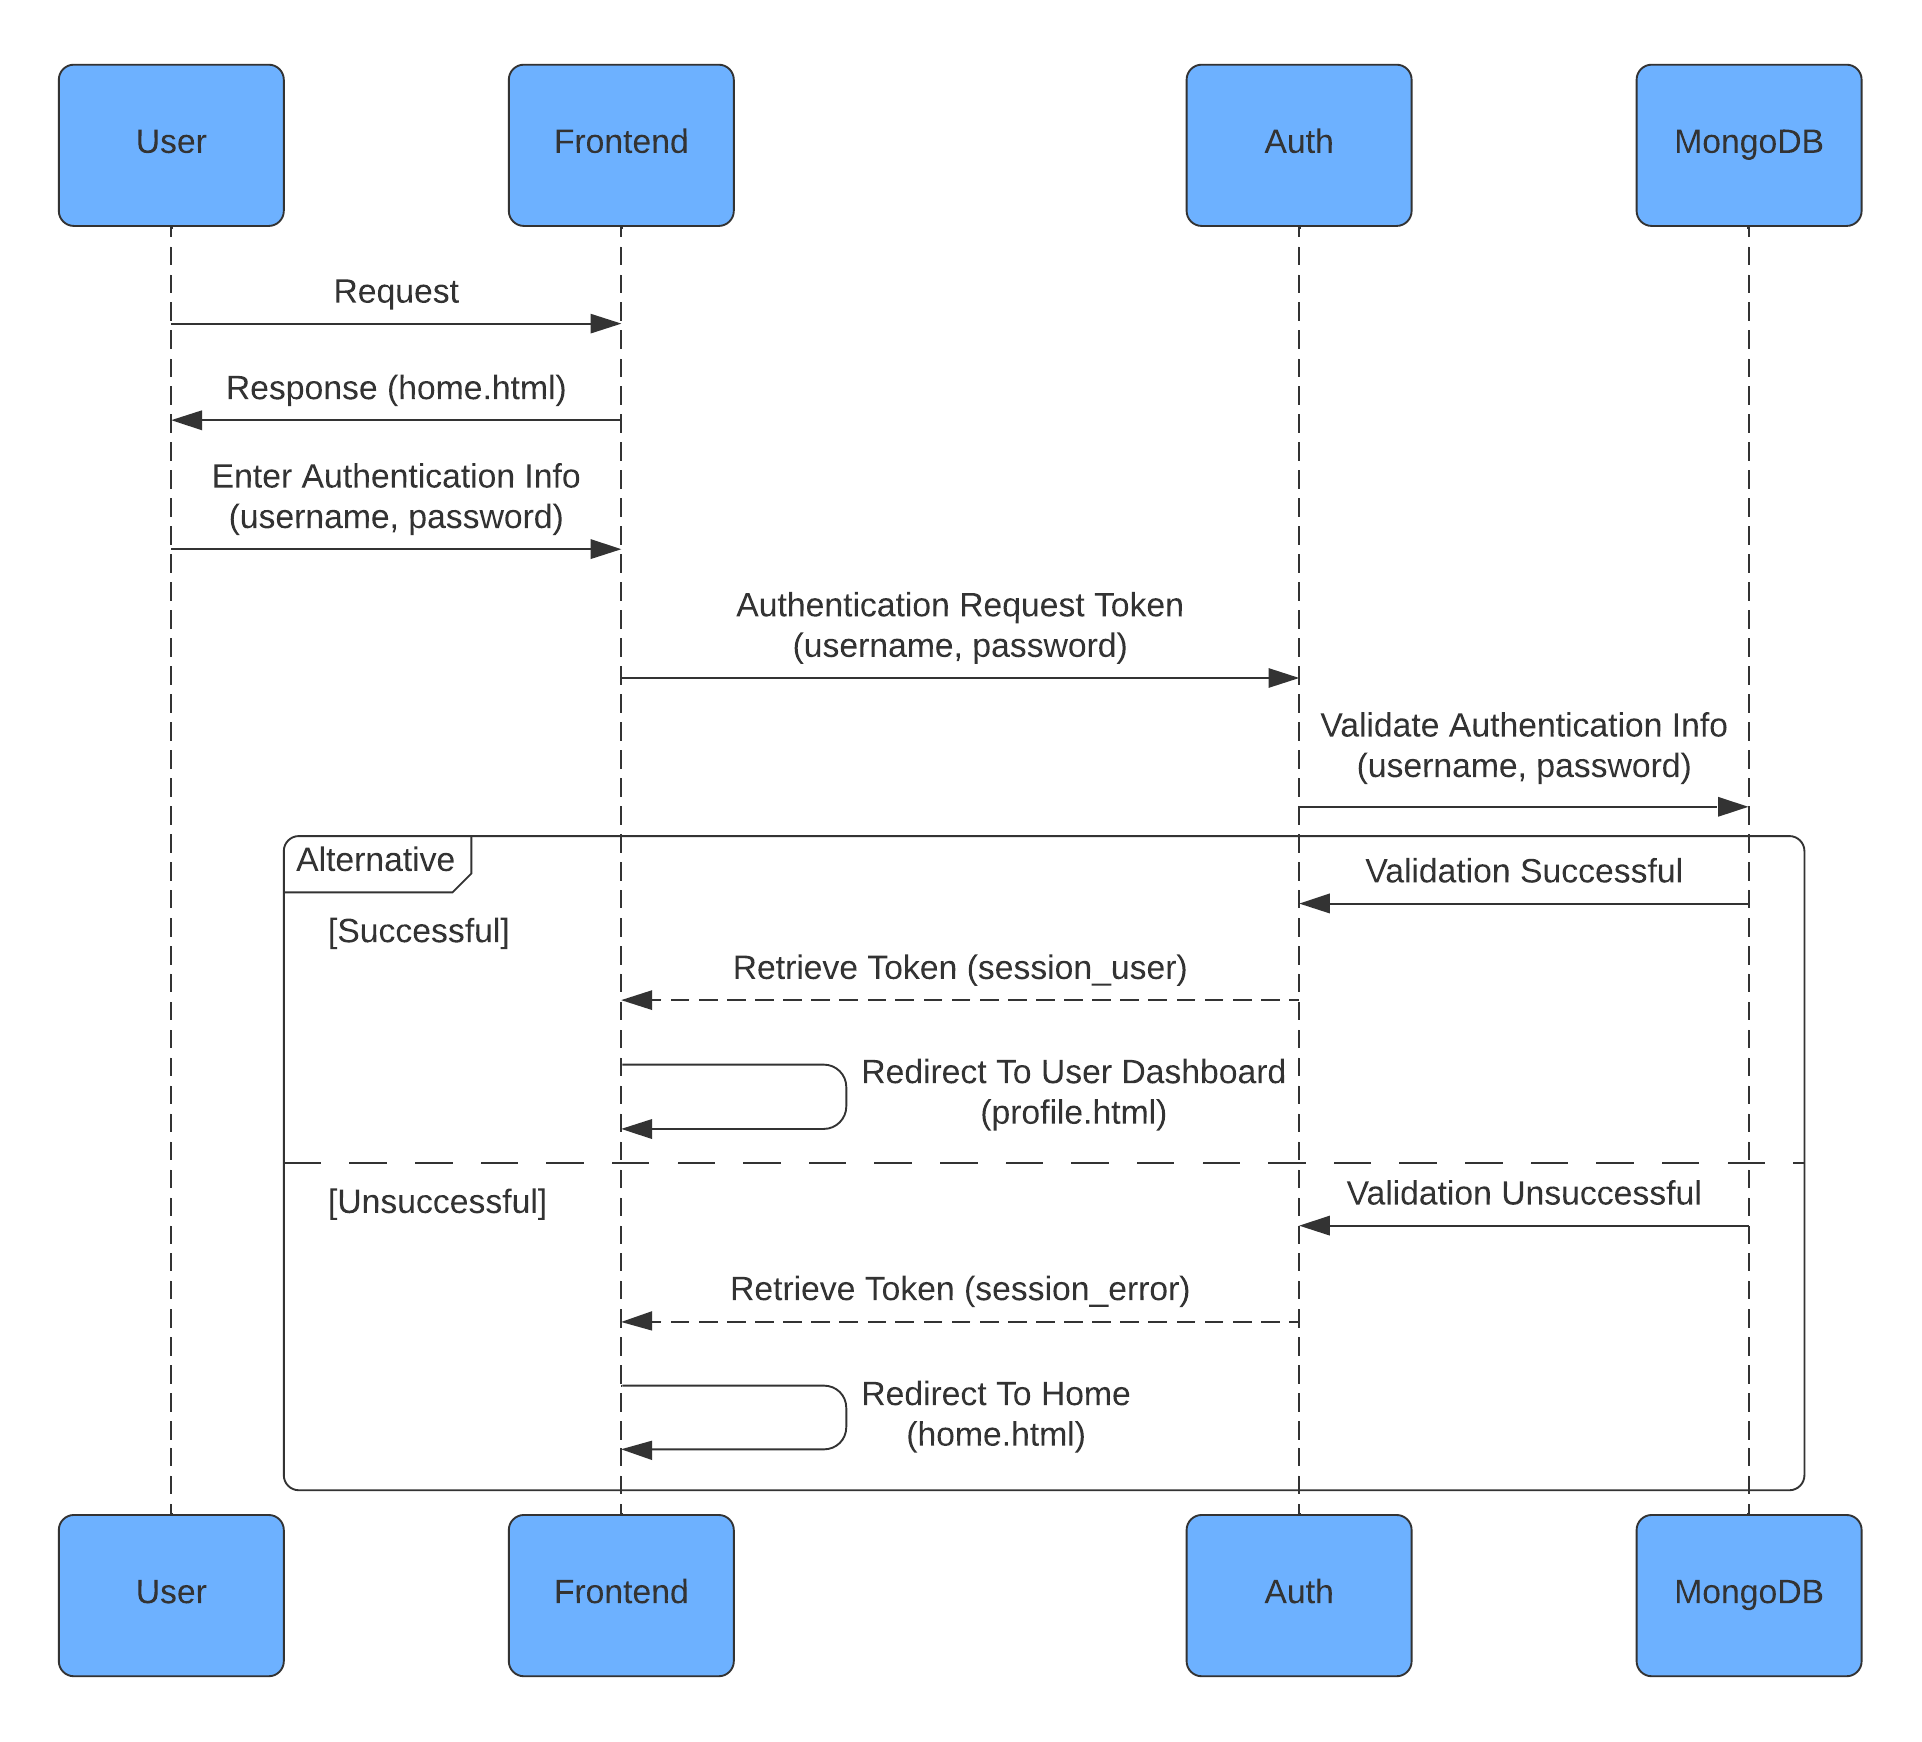 User
Frontend
Auth
MongoDB
Request
Response (home.html)
Enter Authentication Info
(username, password)
Authentication Request Token
(username, password)
Validate Authentication Info
(username, password)
Alternative
Validation Successful
[Successful]
Retrieve Token (session_user)
Redirect To User Dashboard
(profile.html)
[Unsuccessful]
Validation Unsuccessful
Retrieve Token (session_error)
Redirect To Home
(home.html)
User
Frontend
Auth
MongoDB